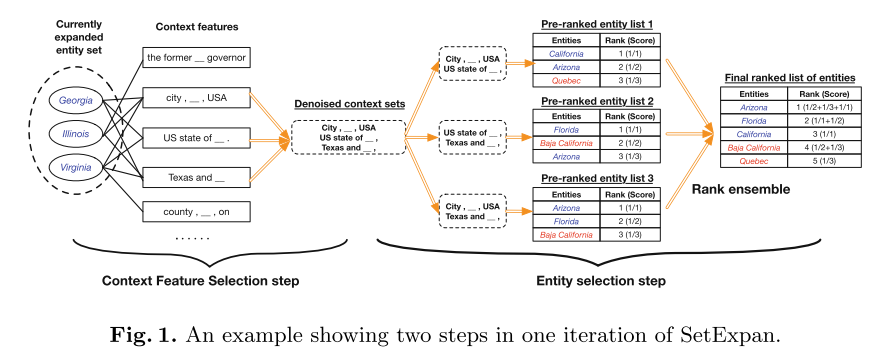 Currently
expanded
entity set
Georgia
Illinois
Virginia
Context features
the former __ governor
city , __ , USA
US state of __ .
Texas and __
county , __ , on
. . . . . .
Context Feature Selection step
Denoised context sets
City , __ , USA
US state of __ ,
Texas and __ ,
City , __ , USA
US state of __ ,
US state of __ ,
Texas and __ ,
City , __ , USA
Texas and __ ,
Pre-ranked entity list 1
Entities Rank (Score)
California 1 (1/1)
Arizona 2 (1/2)
Quebec 3 (1/3)
Pre-ranked entity list 2
Entities Rank (Score)
Florida 1 (1/1)
Baja California 2 (1/2)
Arizona 3 (1/3)
Pre-ranked entity list 3
Entities Rank (Score)
Arizona 1 (1/1)
Florida 2 (1/2)
Baja California 3 (1/3)
Final ranked list of entities
Entities Rank (Score)
Arizona 1 (1/2+1/3+1/1)
Florida 2 (1/1+1/2)
California 3 (1/1)
Baja California 4 (1/2+1/3)
Quebec 5 (1/3)
Rank ensemble
Entity selection step
Fig. 1. An example showing two steps in one iteration of SetExpan.